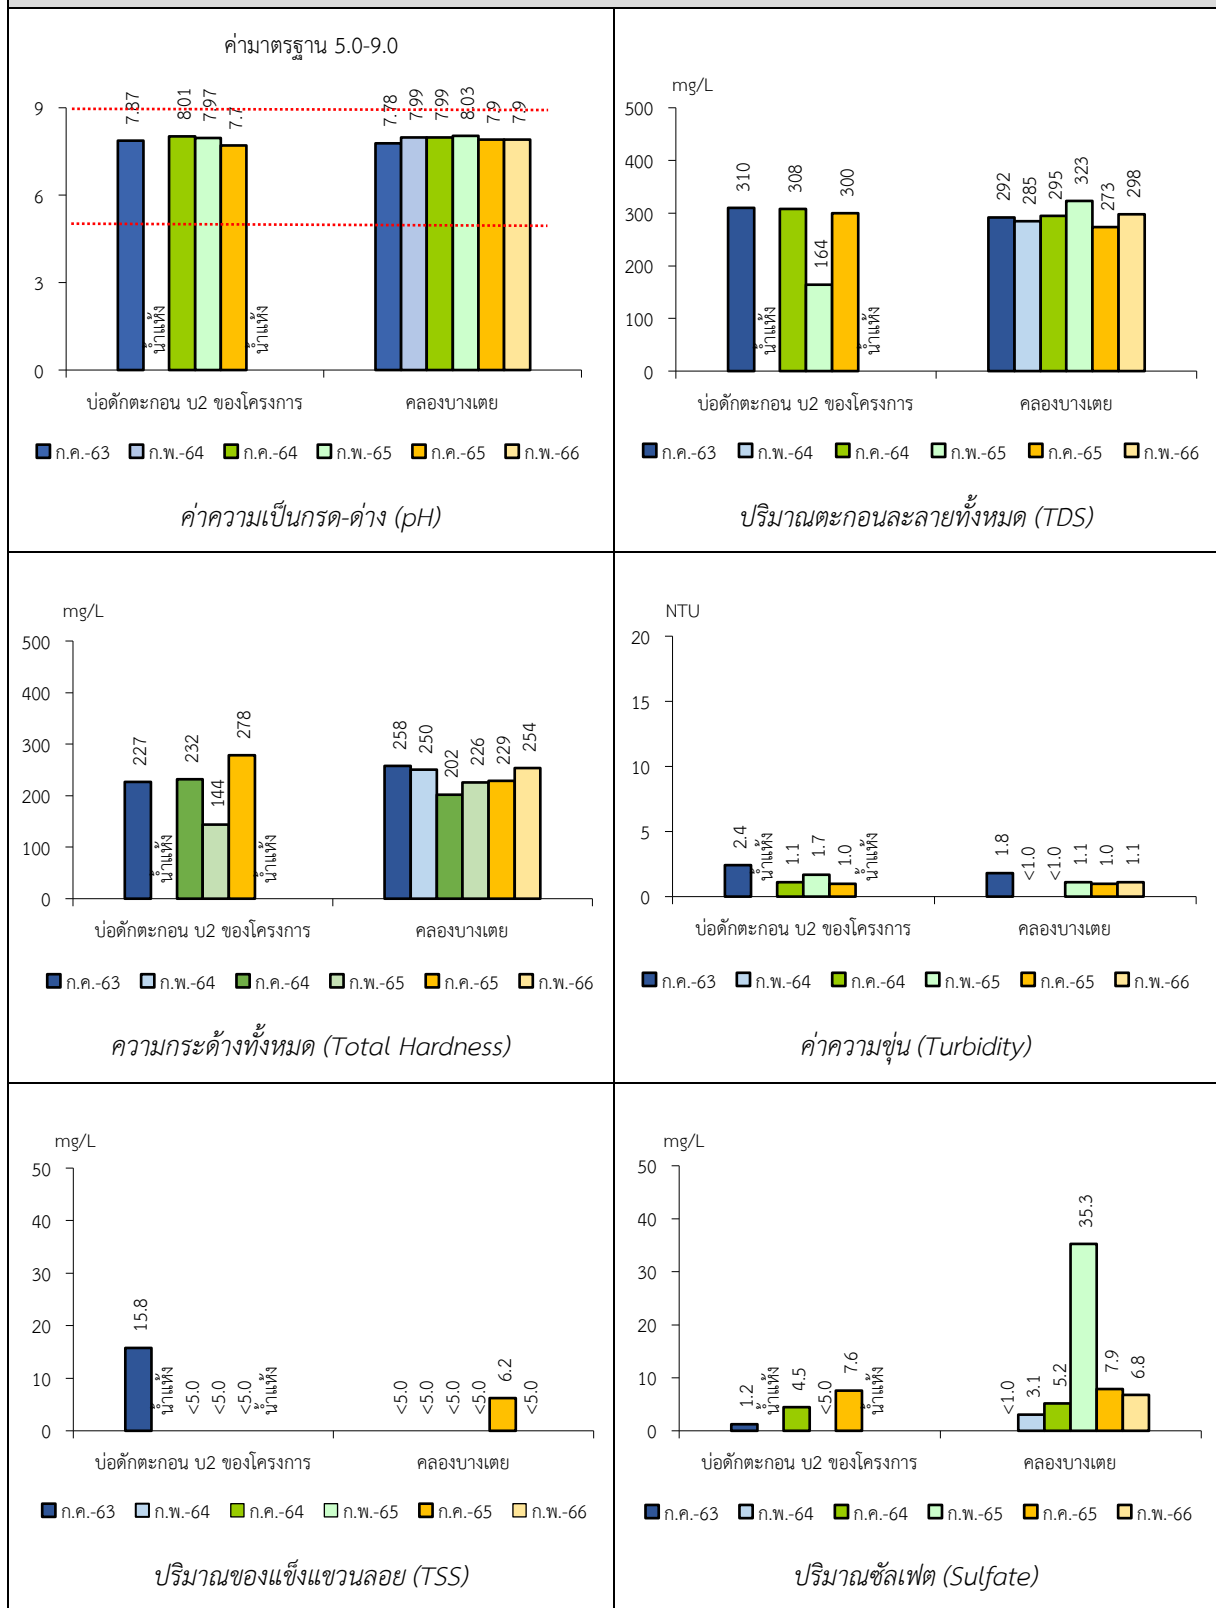 ค่ามาตรฐาน 5.0-9.0
9
6
3
0
7.87
น้ำแห้ง
8.01
7.97
7.7
น้ำแห้ง
7.78
7.99
7.99
8.03
7.9
7.9
บ่อดักตะกอน บ2 ของโครงการ
คลองบางเตย
ก.ค.-63 ก.พ.-64 ก.ค.-64 ก.พ.-65 ก.ค.-65 ก.พ.-66
ค่าความเป็นกรด-ด่าง (pH)
mg/L
500
400
300
200
100
0
310
น้ำแห้ง
308
164
300
น้ำแห้ง
292
285
295
323
273
298
บ่อดักตะกอน บ2 ของโครงการ
คลองบางเตย
ก.ค.-63 ก.พ.-64 ก.ค.-64 ก.พ.-65 ก.ค.-65 ก.พ.-66
ปริมาณตะกอนละลายทั้งหมด (TDS)
mg/L
500
400
300
200
100
0
227
น้ำแห้ง
232
144
278
น้ำแห้ง
258
250
202
226
229
254
บ่อดักตะกอน บ2 ของโครงการ
คลองบางเตย
ก.ค.-63 ก.พ.-64 ก.ค.-64 ก.พ.-65 ก.ค.-65 ก.พ.-66
ความกระด้างทั้งหมด (Total Hardness)
NTU
20
15
10
5
0
2.4
น้ำแห้ง
1.1
1.7
1.0
น้ำแห้ง
1.8
<1.0
<1.0
1.1
1.0
1.1
บ่อดักตะกอน บ2 ของโครงการ
คลองบางเตย
ก.ค.-63 ก.พ.-64 ก.ค.-64 ก.พ.-65 ก.ค.-65 ก.พ.-66
ค่าความขุ่น (Turbidity)
mg/L
50
40
30
20
10
0
15.8
น้ำแห้ง
<5.0
<5.0
<5.0
น้ำแห้ง
<5.0
<5.0
<5.0
<5.0
6.2
<5.0
บ่อดักตะกอน บ2 ของโครงการ
คลองบางเตย
ก.ค.-63 ก.พ.-64 ก.ค.-64 ก.พ.-65 ก.ค.-65 ก.พ.-66
ปริมาณของแข็งแขวนลอย (TSS)
mg/L
50
40
30
20
10
0
1.2
น้ำแห้ง
4.5
<5.0
7.6
น้ำแห้ง
<1.0
3.1
5.2
35.3
7.9
6.8
บ่อดักตะกอน บ2 ของโครงการ
คลองบางเตย
ก.ค.-63 ก.พ.-64 ก.ค.-64 ก.พ.-65 ก.ค.-65 ก.พ.-66
ปริมาณซัลเฟต (Sulfate)